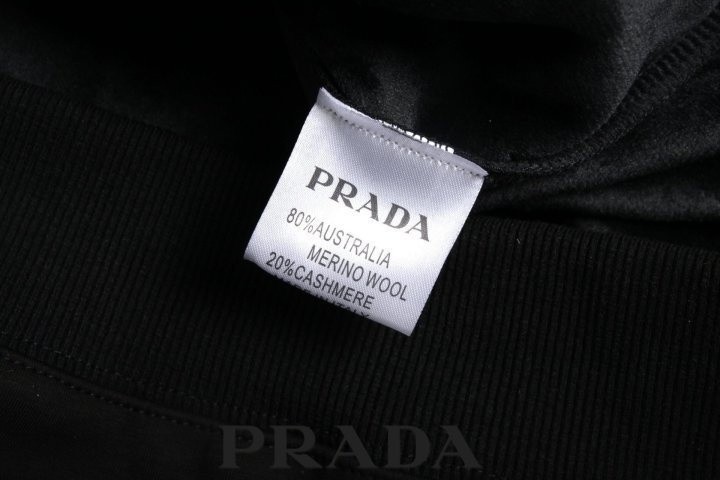 PRADA
80%AUSTRALIA
MERINO WOOL
20%CASHMERE
PRADA